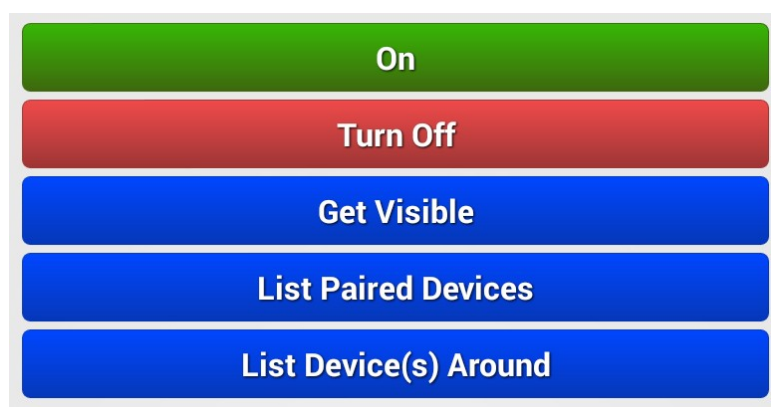 On
Turn Off
Get Visible
List Paired Devices
List Device(s) Around